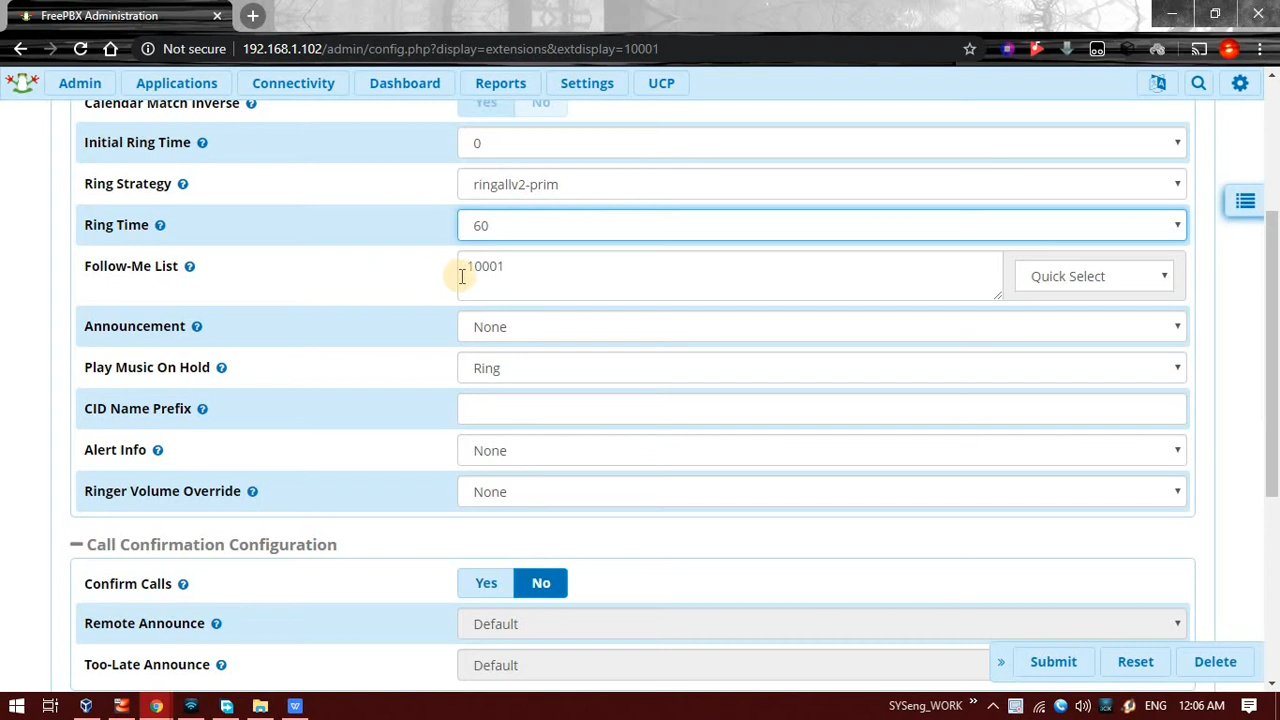 FreePBX Administration
Not secure 192.168.1.102/admin/config.php?display=extensions&extdisplay=10001
Admin Applications Connectivity Dashboard Reports Settings UCP
Calendar Match Inverse Yes No
Initial Ring Time 0
Ring Strategy ringallv2-prim
Ring Time 60
Follow-Me List 10001 Quick Select
Announcement None
Play Music On Hold Ring
CID Name Prefix
Alert Info None
Ringer Volume Override None
Call Confirmation Configuration
Confirm Calls Yes No
Remote Announce Default
Too-Late Announce Default
» Submit Reset Delete
SYSeng_WORK » ENG 12:06 AM